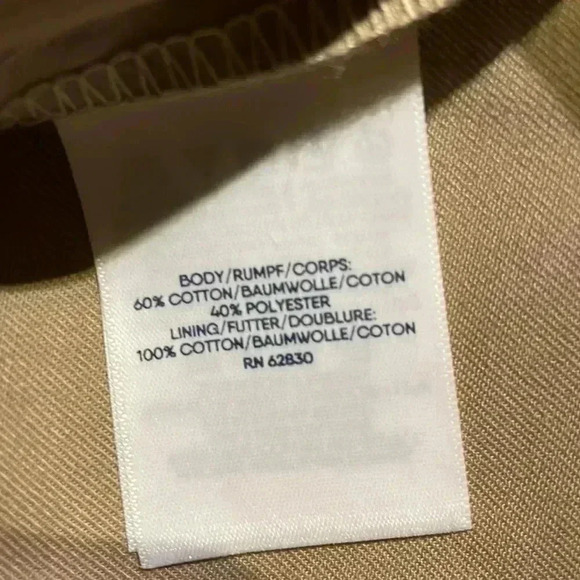 BODY/RUMPF/CORPS:
60% COTTON/BAUMWOLLE/COTON
40% POLYESTER
LINING/FUTTER/DOUBLURE:
100% COTTON/BAUMWOLLE/COTON
RN 62830